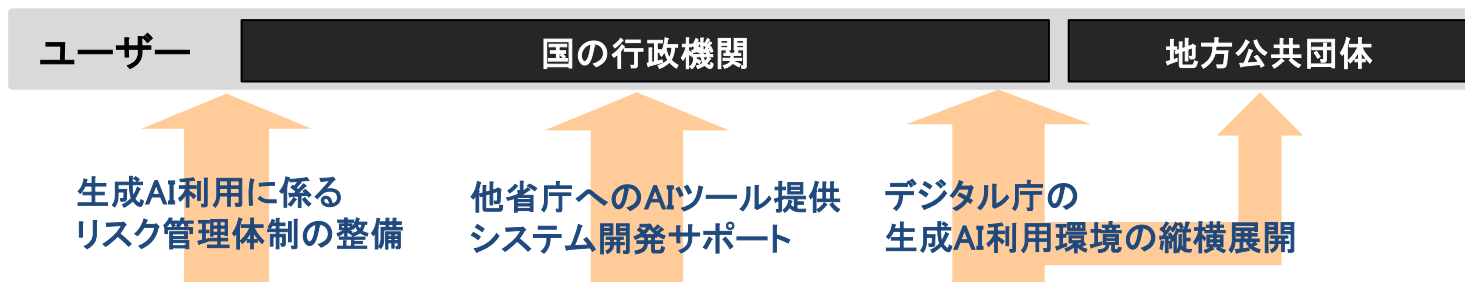 ユーザー
国の行政機関
地方公共団体
生成AI利用に係る
リスク管理体制の整備
他省庁へのAIツール提供
システム開発サポート
デジタル庁の
生成AI利用環境の縦横展開